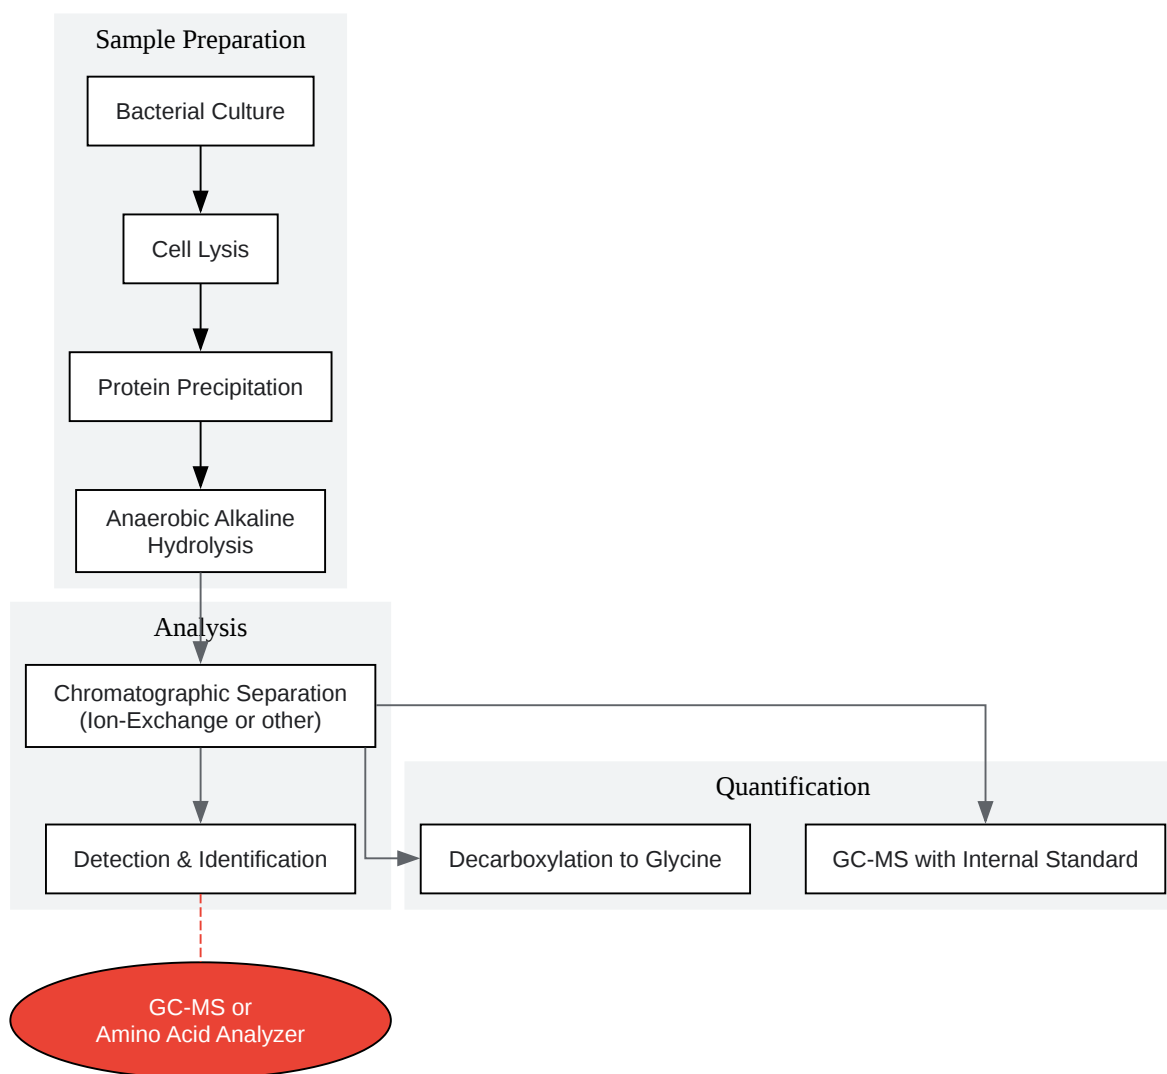 Sample Preparation
Bacterial Culture
Cell Lysis
Protein Precipitation
Anaerobic Alkaline
Hydrolysis
Analysis
Chromatographic Separation
(Ion-Exchange or other)
Detection & Identification
Quantification
Decarboxylation to Glycine
GC-MS with Internal Standard
GC-MS or
Amino Acid Analyzer